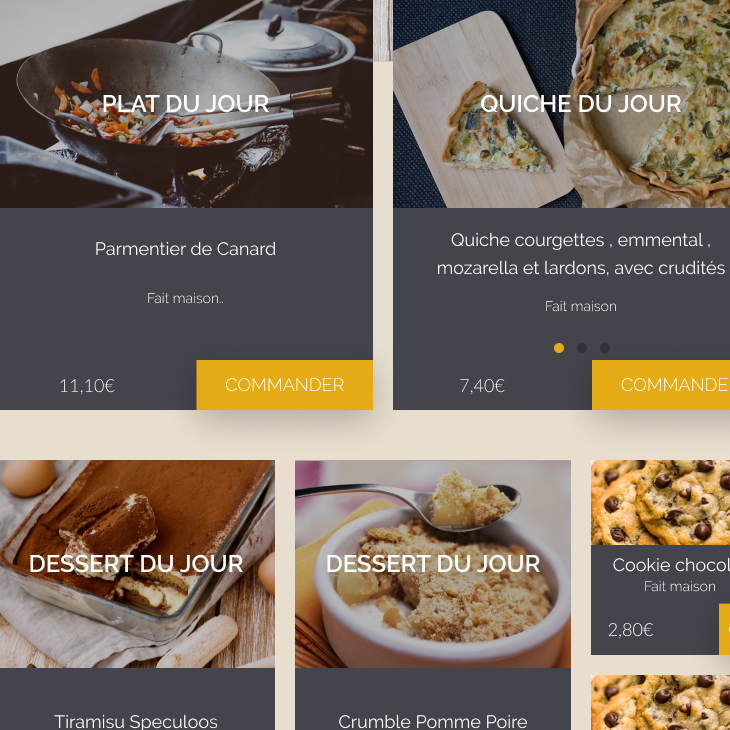 PLAT DU JOUR
Parmentier de Canard
Fait maison..
11,10€
COMMANDER
QUICHE DU JOUR
Quiche courgettes , emmental ,
mozarella et lardons, avec crudités
Fait maison
7,40€
COMMANDE
DESSERT DU JOUR
Tiramisu Speculoos
DESSERT DU JOUR
Crumble Pomme Poire
Cookie chocol
Fait maison
2,80€